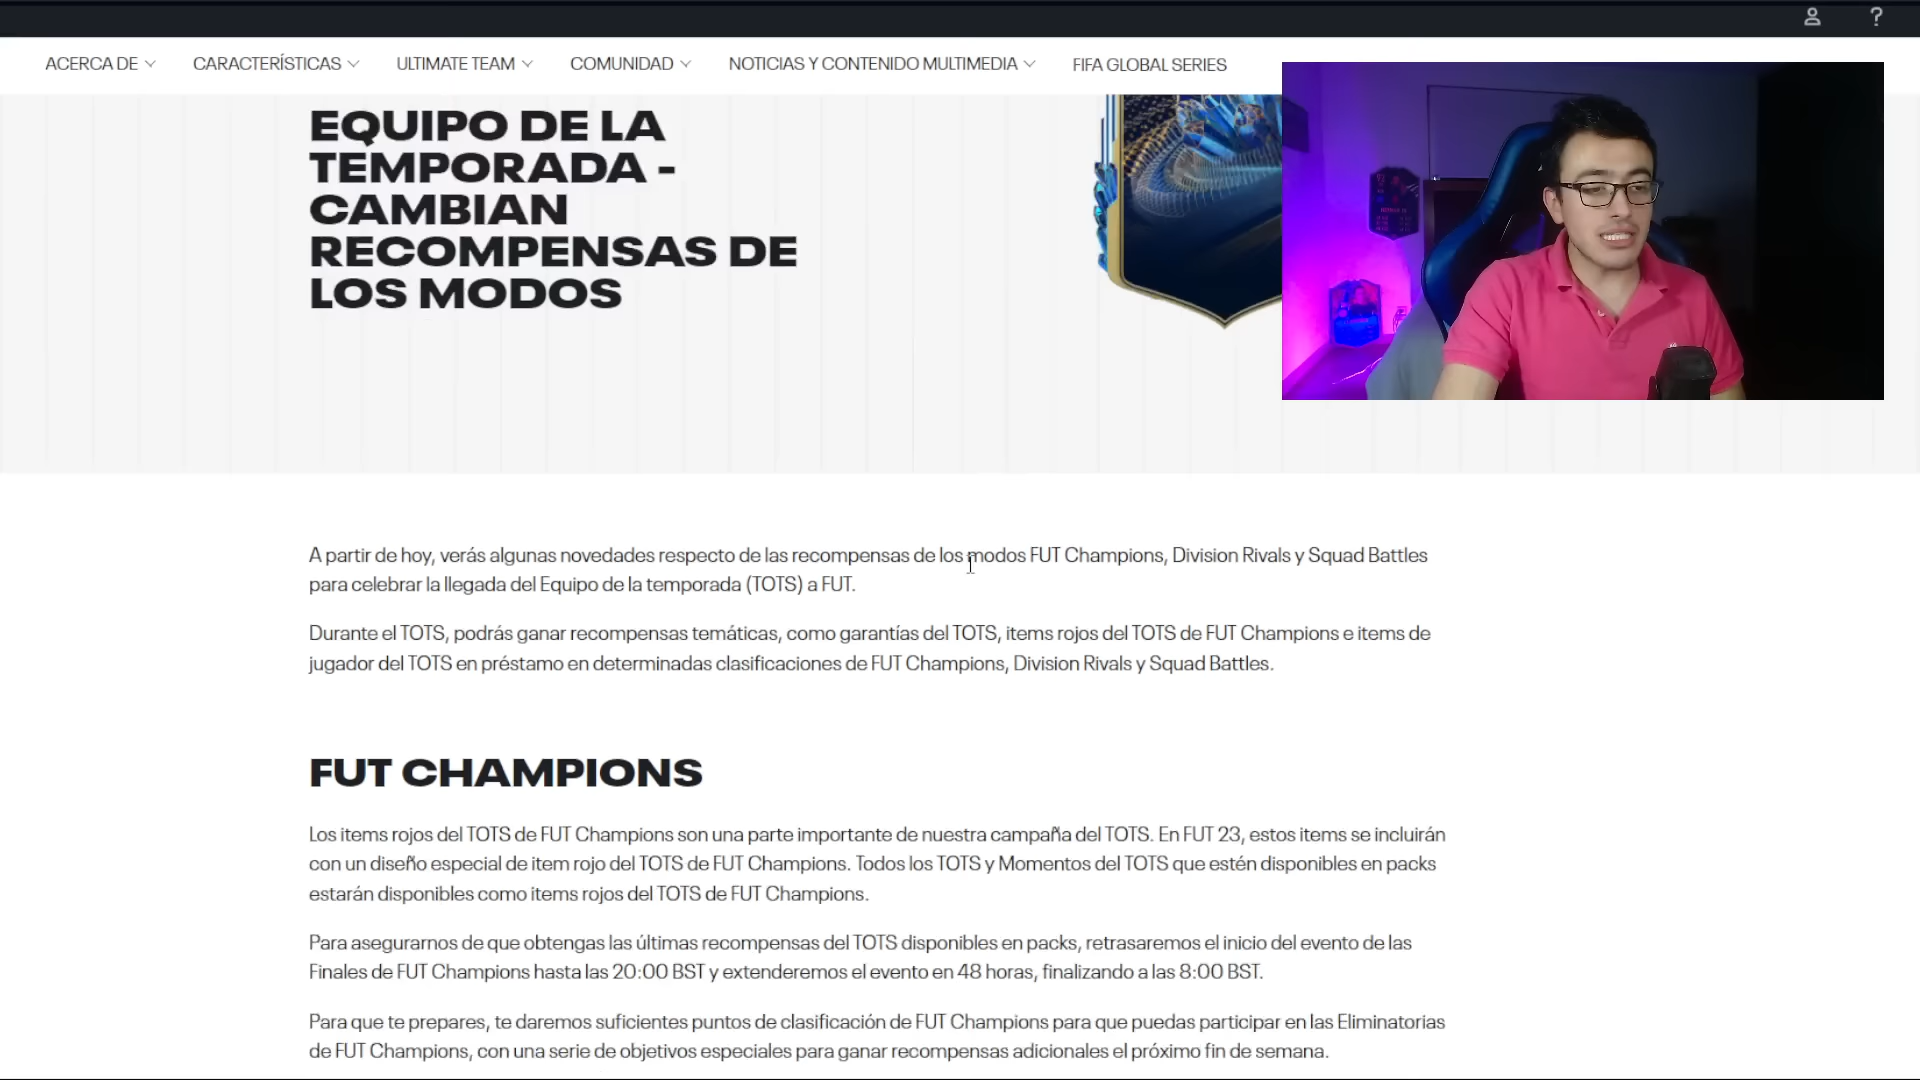 ACERCA DE
CARACTERÍSTICAS
ULTIMATE TEAM
COMUNIDAD
NOTICIAS Y CONTENIDO MULTIMEDIA
FIFA GLOBAL SERIES
?
EQUIPO DE LA
TEMPORADA -
CAMBIAN
RECOMPENSAS DE
LOS MODOS
A partir de hoy, verás algunas novedades respecto de las recompensas de los modos FUT Champions, Division Rivals y Squad Battles
para celebrar la llegada del Equipo de la temporada (TOTS) a FUT.
Durante el TOTS, podrás ganar recompensas temáticas, como garantías del TOTS, items rojos del TOTS de FUT Champions e items de
jugador del TOTS en préstamo en determinadas clasificaciones de FUT Champions, Division Rivals y Squad Battles.
FUT CHAMPIONS
Los items rojos del TOTS de FUT Champions son una parte importante de nuestra campaña del TOTS. En FUT 23, estos items se incluirán
con un diseño especial de item rojo del TOTS de FUT Champions. Todos los TOTS y Momentos del TOTS que estén disponibles en packs
estarán disponibles como items rojos del TOTS de FUT Champions.
Para asegurarnos de que obtengas las últimas recompensas del TOTS disponibles en packs, retrasaremos el inicio del evento de las
Finales de FUT Champions hasta las 20:00 BST y extenderemos el evento en 48 horas, finalizando a las 8:00 BST.
Para que te prepares, te daremos suficientes puntos de clasificación de FUT Champions para que puedas participar en las Eliminatorias
de FUT Champions, con una serie de objetivos especiales para ganar recompensas adicionales el próximo fin de semana.